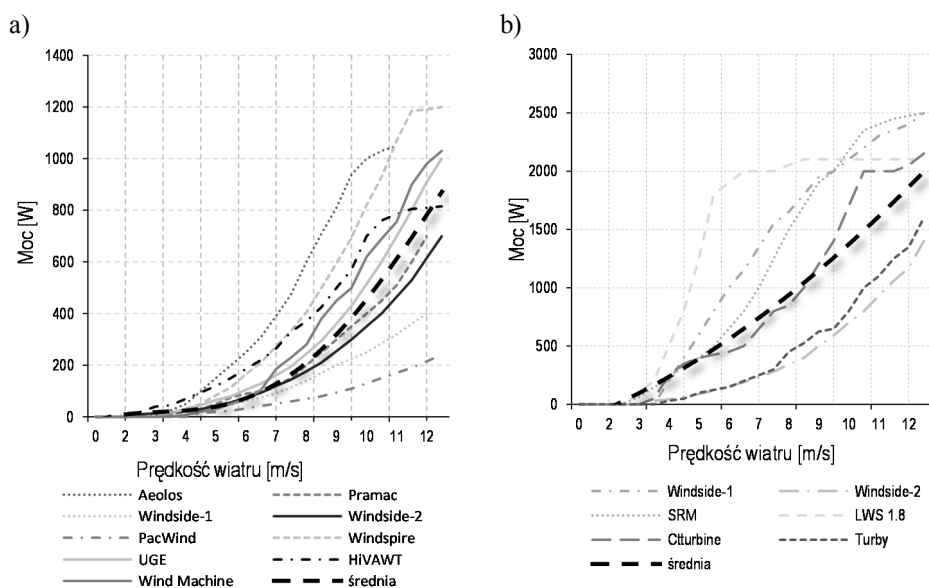 a)
Moc [W]
1400
1200
1000
800
600
400
200
0
0 2 3 4 5 6 7 8 9 10 11 12
Prędkość wiatru [m/s]
Aeolos Pramac
Windside-1 Windside-2
PacWind Windspire
UGE HiVAWT
Wind Machine średnia
b)
Moc [W]
3000
2500
2000
1500
1000
500
0
0 2 3 4 5 6 7 8 9 10 11 12
Prędkość wiatru [m/s]
Windside-1 Windside-2
SRM LWS 1.8
Ctturbine Turby
średnia